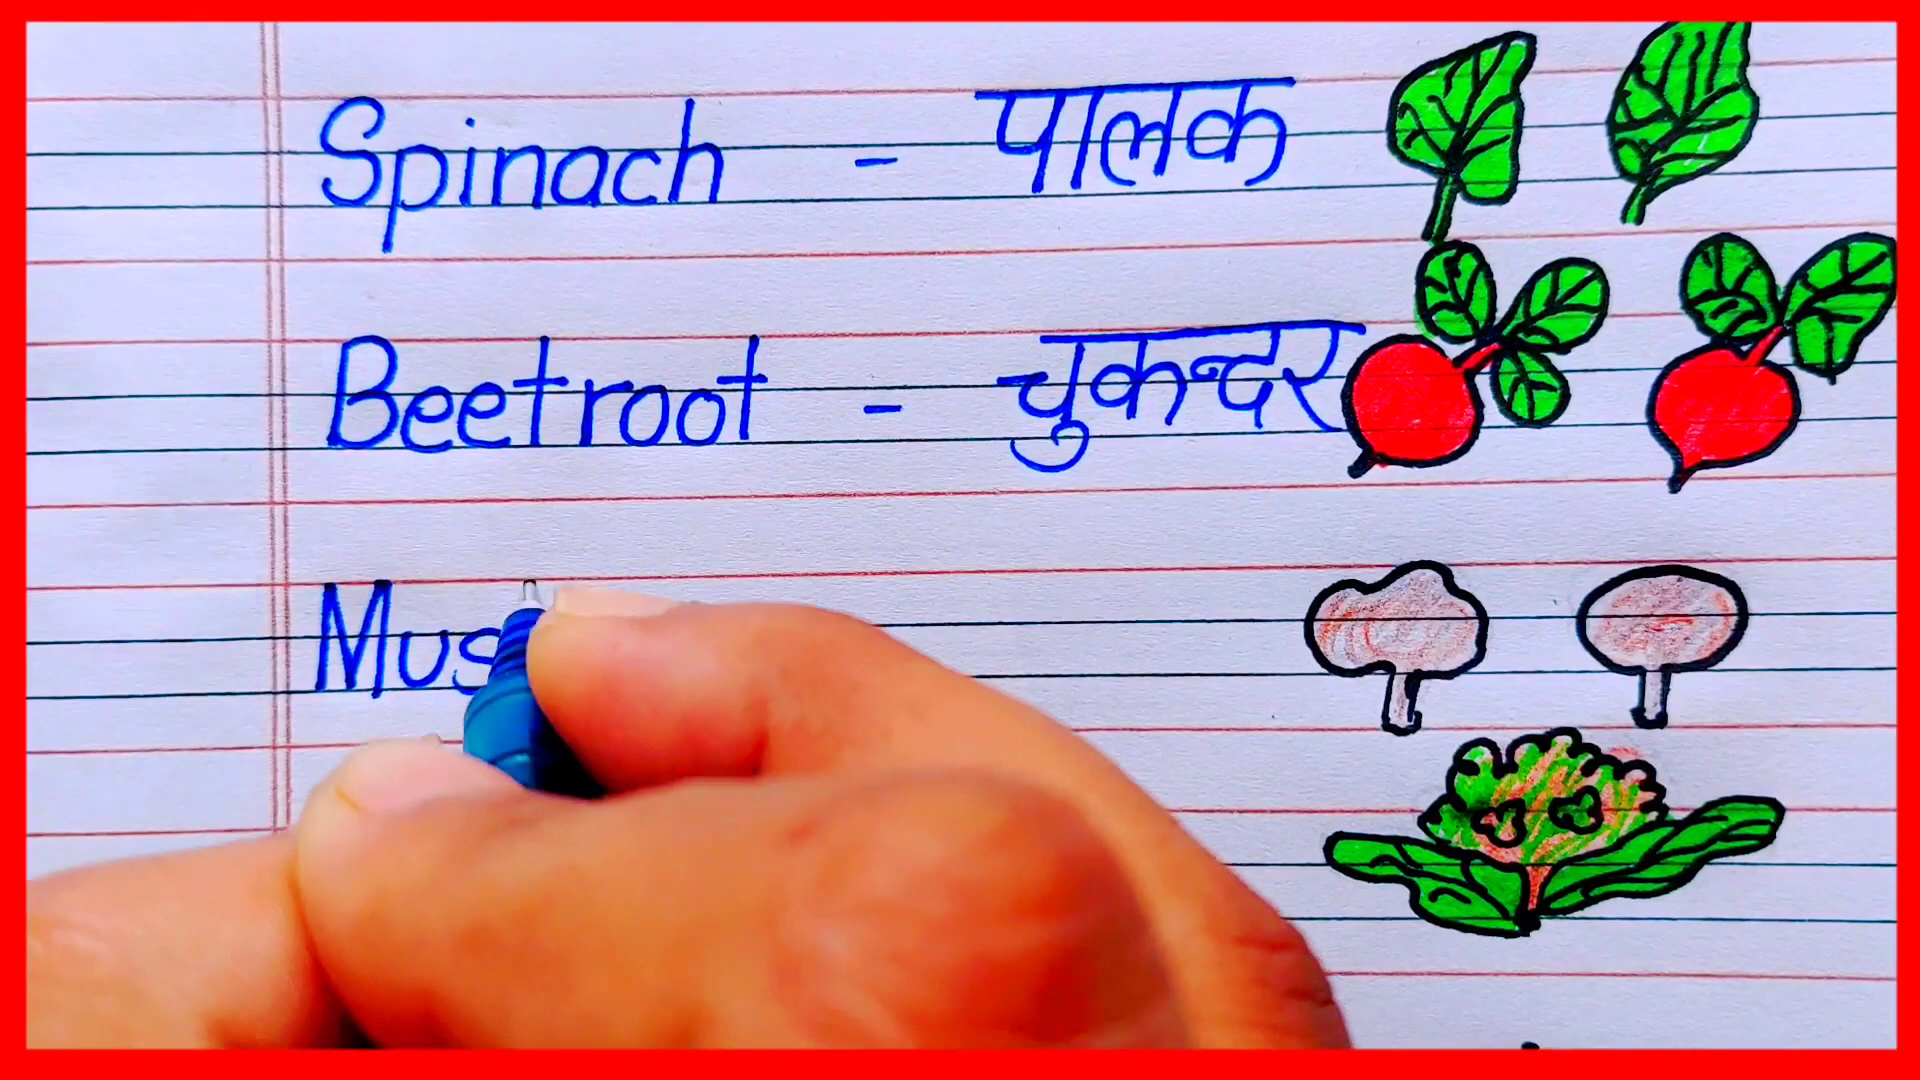 Spinach - पालक
Beetroot - चुकन्दर
Mus